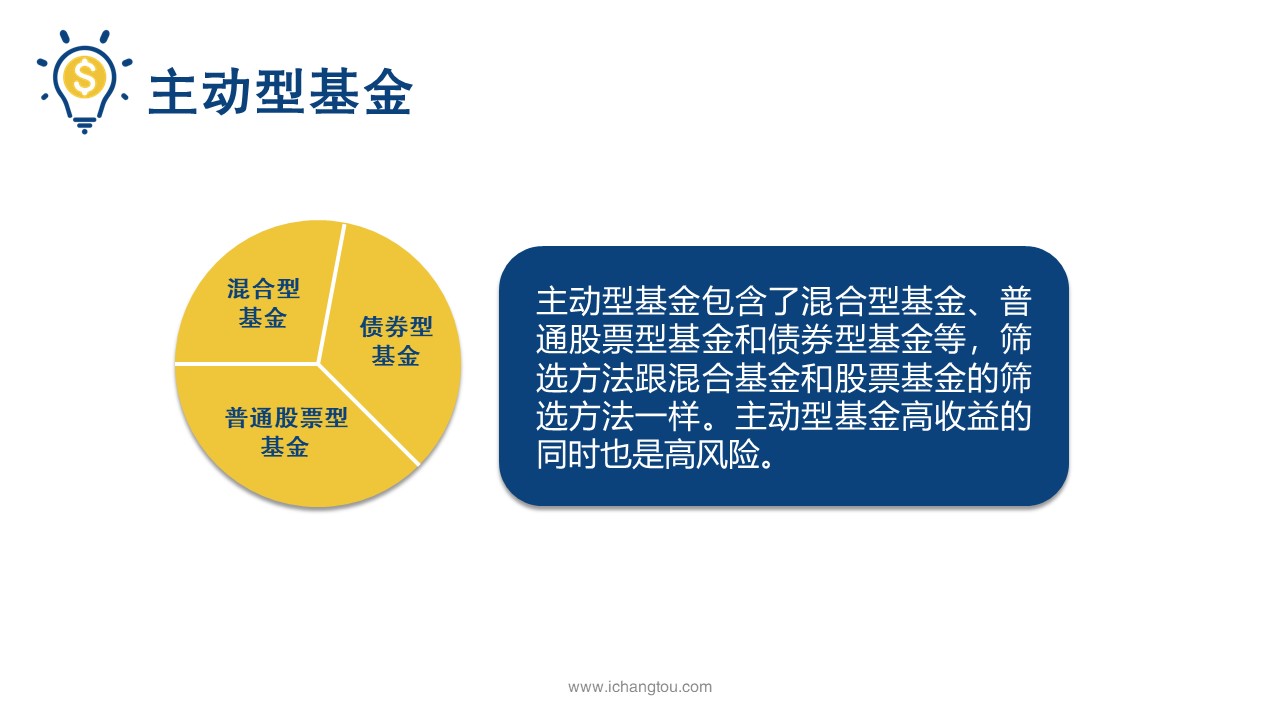 主动型基金
混合型
基金
债券型
基金
普通股票型
基金
主动型基金包含了混合型基金、普
通股票型基金和债券型基金等，筛
选方法跟混合基金和股票基金的筛
选方法一样。主动型基金高收益的
同时也是高风险。
www.ichangtou.com